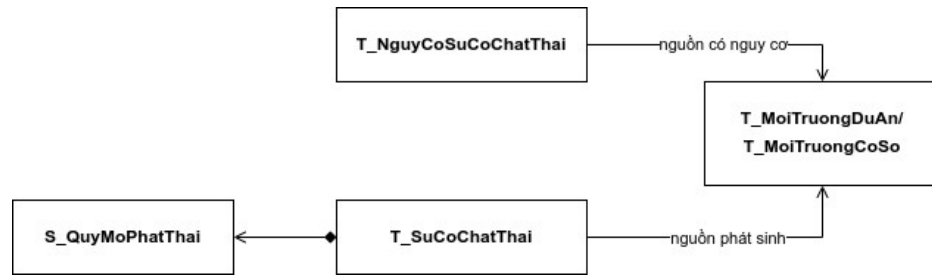 T_NguyCoSuCoChatThai
nguồn có nguy cơ
T_MoiTruongDuAn/
T_MoiTruongCoSo
S_QuyMoPhatThai
T_SuCoChatThai
nguồn phát sinh